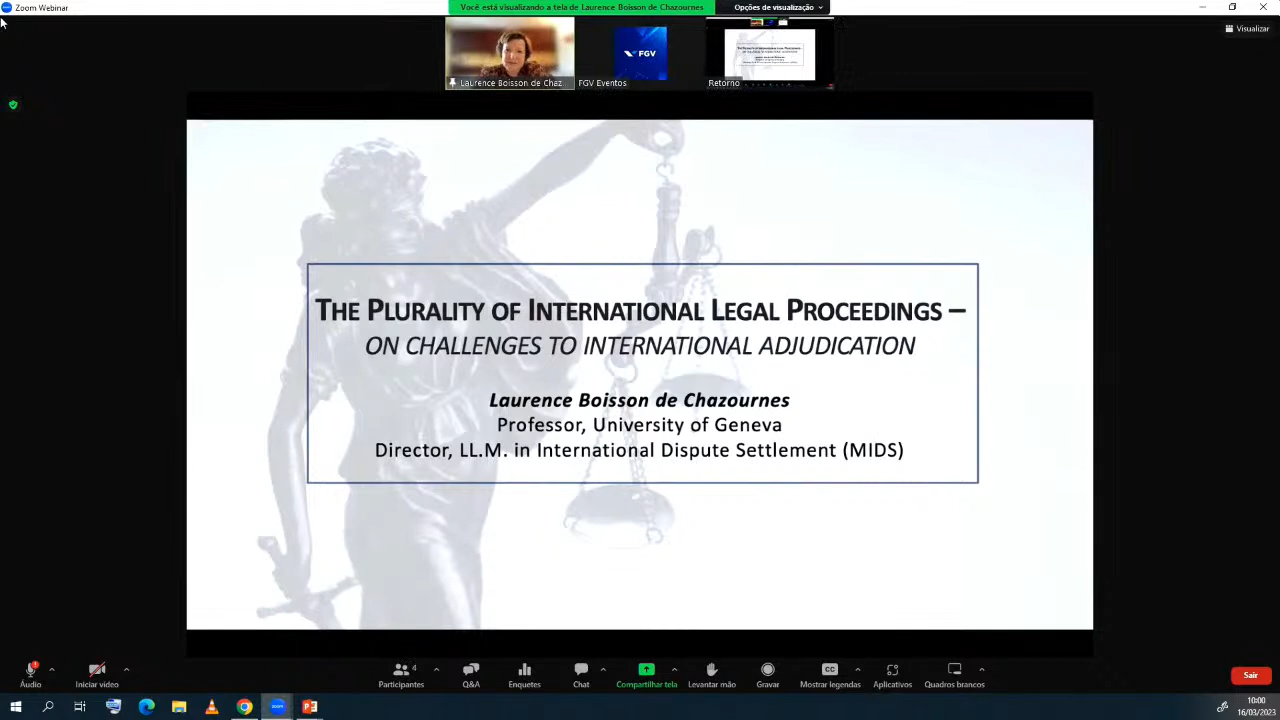 Zoom Webinar
Você está visualizando a tela de Laurence Boisson de Chazournes
Opções de visualização
Visualizar
FGV
Laurence Boisson de Chaz
FGV Eventos
Retorno
THE PLURALITY OF INTERNATIONAL LEGAL PROCEEDINGS –
ON CHALLENGES TO INTERNATIONAL ADJUDICATION
Laurence Boisson de Chazournes
Professor, University of Geneva
Director, LL.M. in International Dispute Settlement (MIDS)
4
CC
Áudio
Iniciar vídeo
Participantes
Q&A
Enquetes
Chat
Compartilhar tela
Levantar mão
Gravar
Mostrar legendas
Aplicativos
Quadros brancos
Sair
zoom
10:00
16/03/2023